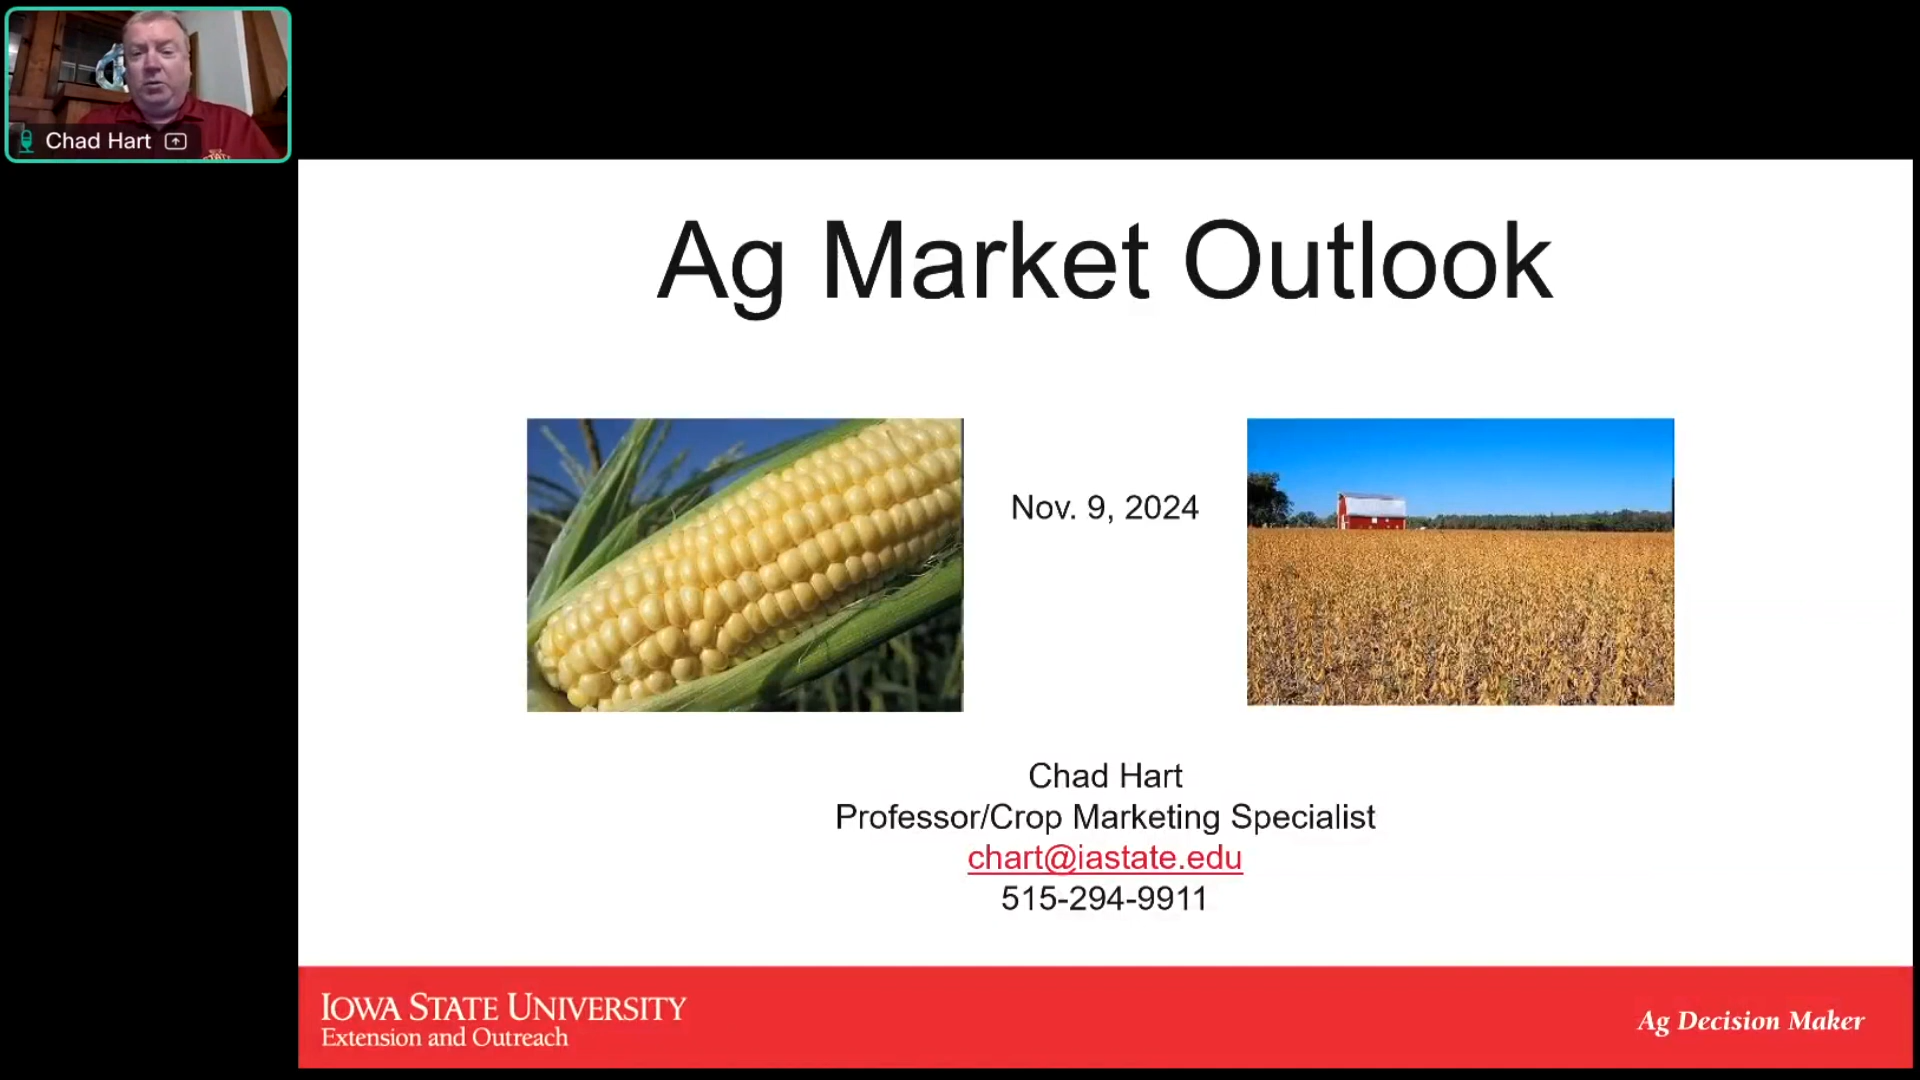 Chad Hart
Ag Market Outlook
Nov. 9, 2024
Chad Hart
Professor/Crop Marketing Specialist
chart@iastate.edu
515-294-9911
IOWA STATE UNIVERSITY
Extension and Outreach
Ag Decision Maker